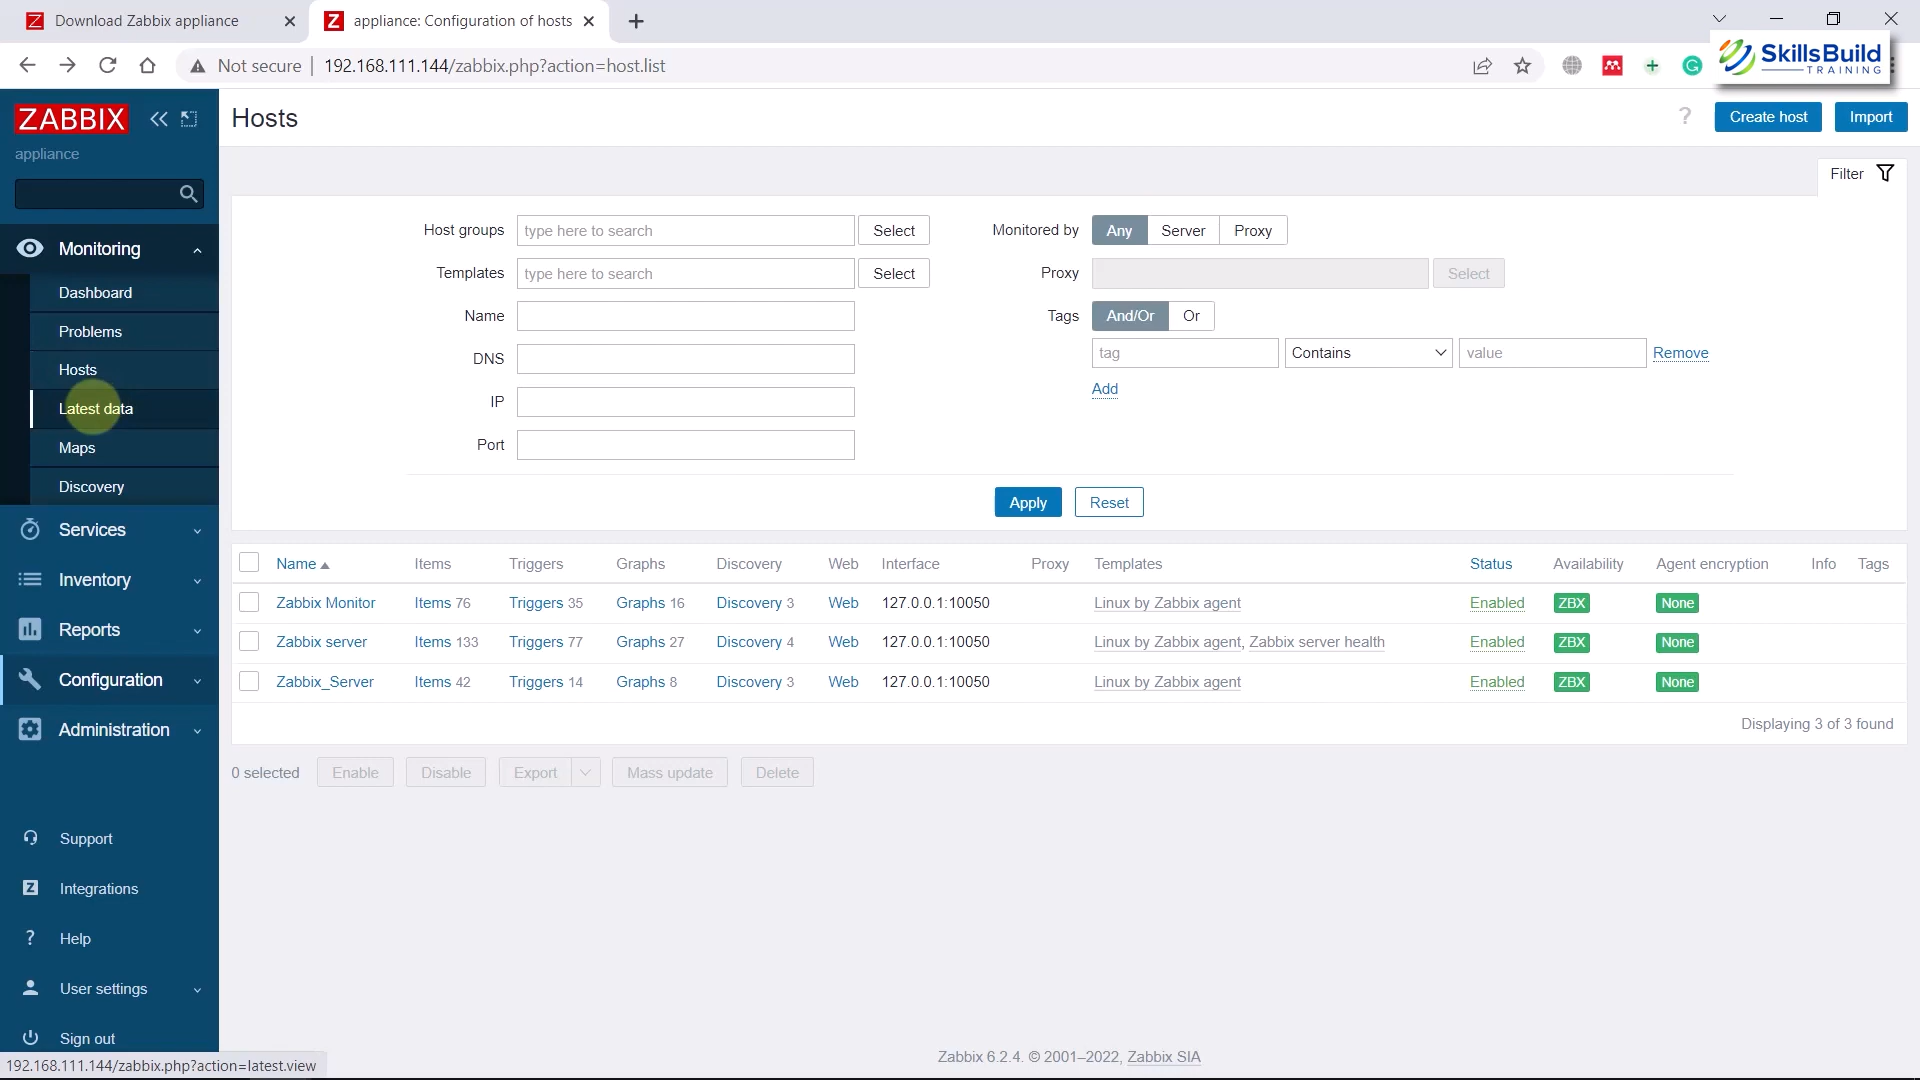 Download Zabbix appliance
appliance: Configuration of hosts
Not secure
192.168.111.144/zabbix.php?action=host.list
SkillsBuild
TRAINING
ZABBIX
appliance
Hosts
?
Create host
Import
Filter
Monitoring
Dashboard
Problems
Hosts
Latest data
Maps
Discovery
Services
Inventory
Reports
Configuration
Administration
Support
Integrations
Help
User settings
Sign out
Host groups type here to search Select
Templates type here to search Select
Name
DNS
IP
Port
Monitored by Any Server Proxy
Proxy Select
Tags And/Or Or
tag Contains value Remove
Add
Apply Reset
Name Items Triggers Graphs Discovery Web Interface Proxy Templates Status Availability Agent encryption Info Tags
Zabbix Monitor Items 76 Triggers 35 Graphs 16 Discovery 3 Web 127.0.0.1:10050 Linux by Zabbix agent Enabled ZBX None
Zabbix server Items 133 Triggers 77 Graphs 27 Discovery 4 Web 127.0.0.1:10050 Linux by Zabbix agent, Zabbix server health Enabled ZBX None
Zabbix_Server Items 42 Triggers 14 Graphs 8 Discovery 3 Web 127.0.0.1:10050 Linux by Zabbix agent Enabled ZBX None
Displaying 3 of 3 found
0 selected Enable Disable Export Mass update Delete
Zabbix 6.2.4. © 2001–2022, Zabbix SIA
192.168.111.144/zabbix.php?action=latest.view